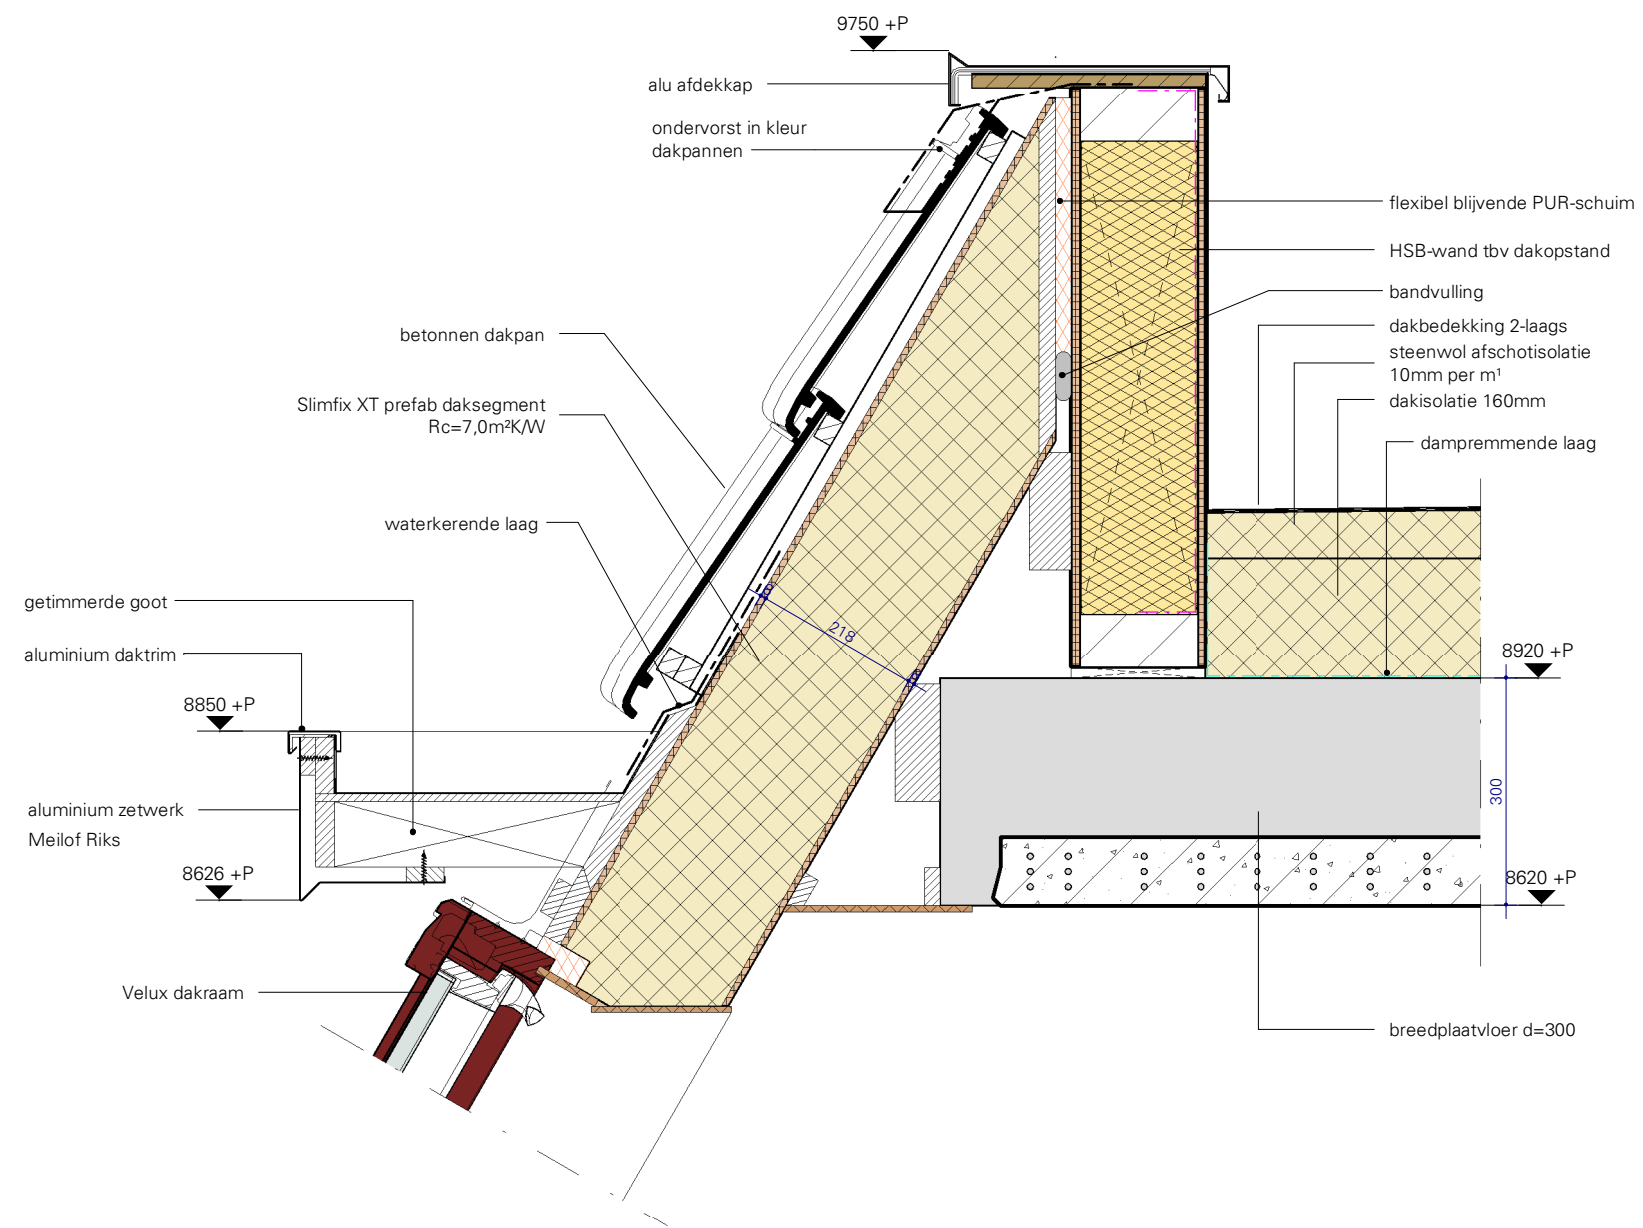 9750 +P
alu afdekkap
ondervorst in kleur
dakpannen
flexibel blijvende PUR-schuim
HSB-wand tbv dakopstand
bandvulling
dakbedekking 2-laags
steenwol afschotisolatie
10mm per m¹
dakisolatie 160mm
dampremmende laag
betonnen dakpan
Slimfix XT prefab daksegment
Rc=7,0m²K/W
waterkerende laag
getimmerde goot
aluminium daktrim
8850 +P
aluminium zetwerk
Meilof Riks
8626 +P
Velux dakraam
218
8920 +P
300
8620 +P
breedplaatvloer d=300